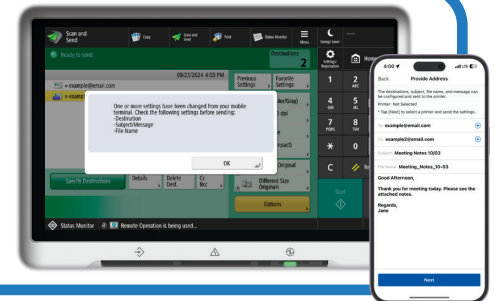 Scan and
Send
Copy
Scan and
Send
Print
Status Monitor
Menu
Energy Saver
Ready to send.
Destinations
2
Settings/
Registration
Home
09/23/2024 4:00 PM
= example@email.com
Previous
Settings
Favorite
Settings
One or more settings have been changed from your mobile
terminal. Check the following settings before sending:
-Destination
-Subject/Message
-File Name
OK
Specify Destinations
Details
Delete
Dest.
Cc
Bcc
Different Size
Originals
Options
Original
dpi
1
2
ABC
4
GHI
5
7
PQRS
8
TUV
0
C
Start
Status Monitor
Remote Operation is being used...
4:00
LTE
Back
Provide Address
The destinations, subject, file name, and message can
be configured and sent to the printer.
Printer: Not Selected
* Tap [Next] to select a printer and send the settings.
To: example@email.com
To: example2@email.com
Subject: Meeting Notes 10/03
File Name: Meeting_Notes_10-03
Good Afternoon,
Thank you for meeting today. Please see the
attached notes.
Regards,
Jane
Next